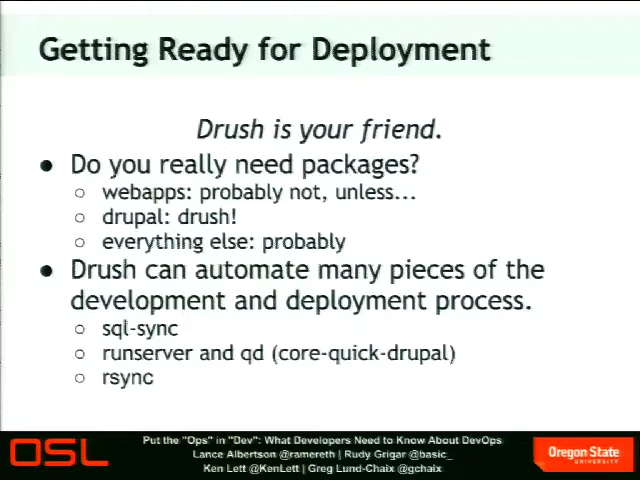 Getting Ready for Deployment
Drush is your friend.
● Do you really need packages?
○ webapps: probably not, unless...
○ drupal: drush!
○ everything else: probably
● Drush can automate many pieces of the
development and deployment process.
○ sql-sync
○ runserver and qd (core-quick-drupal)
○ rsync
OSL
Put the "Ops" in "Dev": What Developers Need to Know About DevOps
Lance Albertson @ramereth | Rudy Grigar @basic_
Ken Lett @KenLett | Greg Lund-Chaix @gchaix
Oregon State
UNIVERSITY